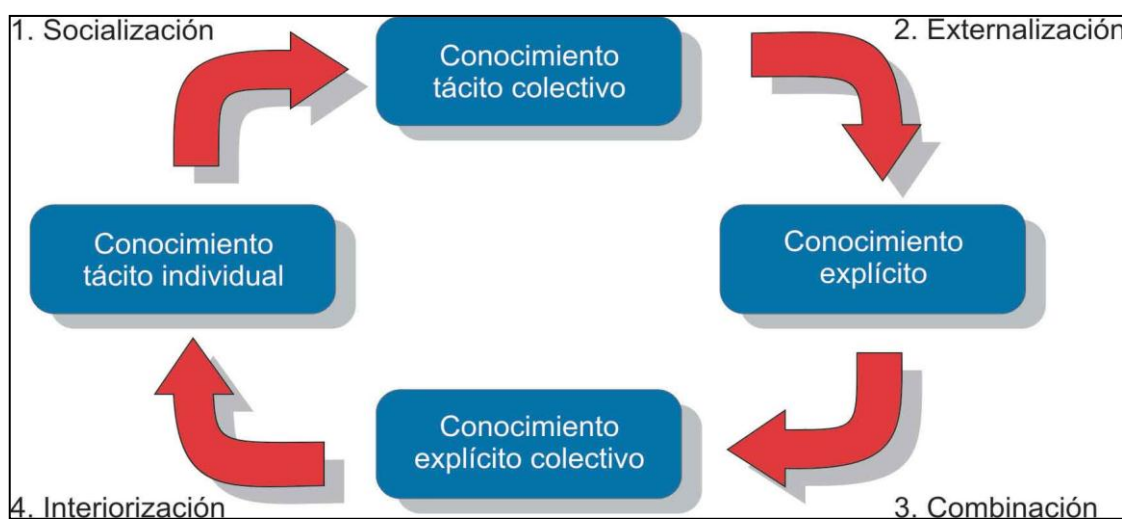 1. Socialización
Conocimiento
tácito colectivo
2. Externalización
Conocimiento
tácito individual
Conocimiento
explícito
Conocimiento
explícito colectivo
4. Interiorización
3. Combinación